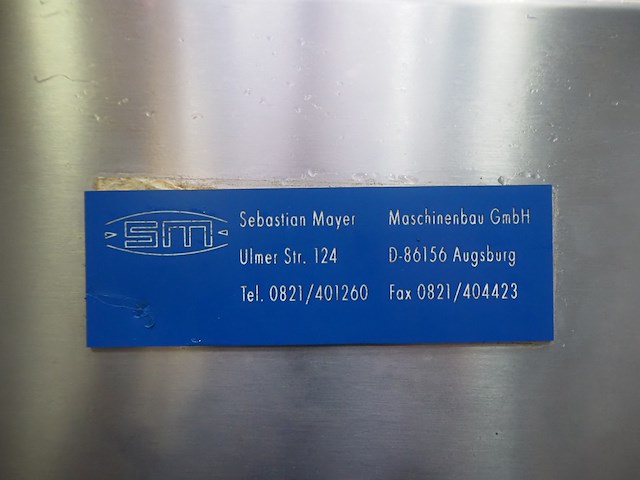 SM
Sebastian Mayer Maschinenbau GmbH
Ulmer Str. 124 D-86156 Augsburg
Tel. 0821/401260 Fax 0821/404423